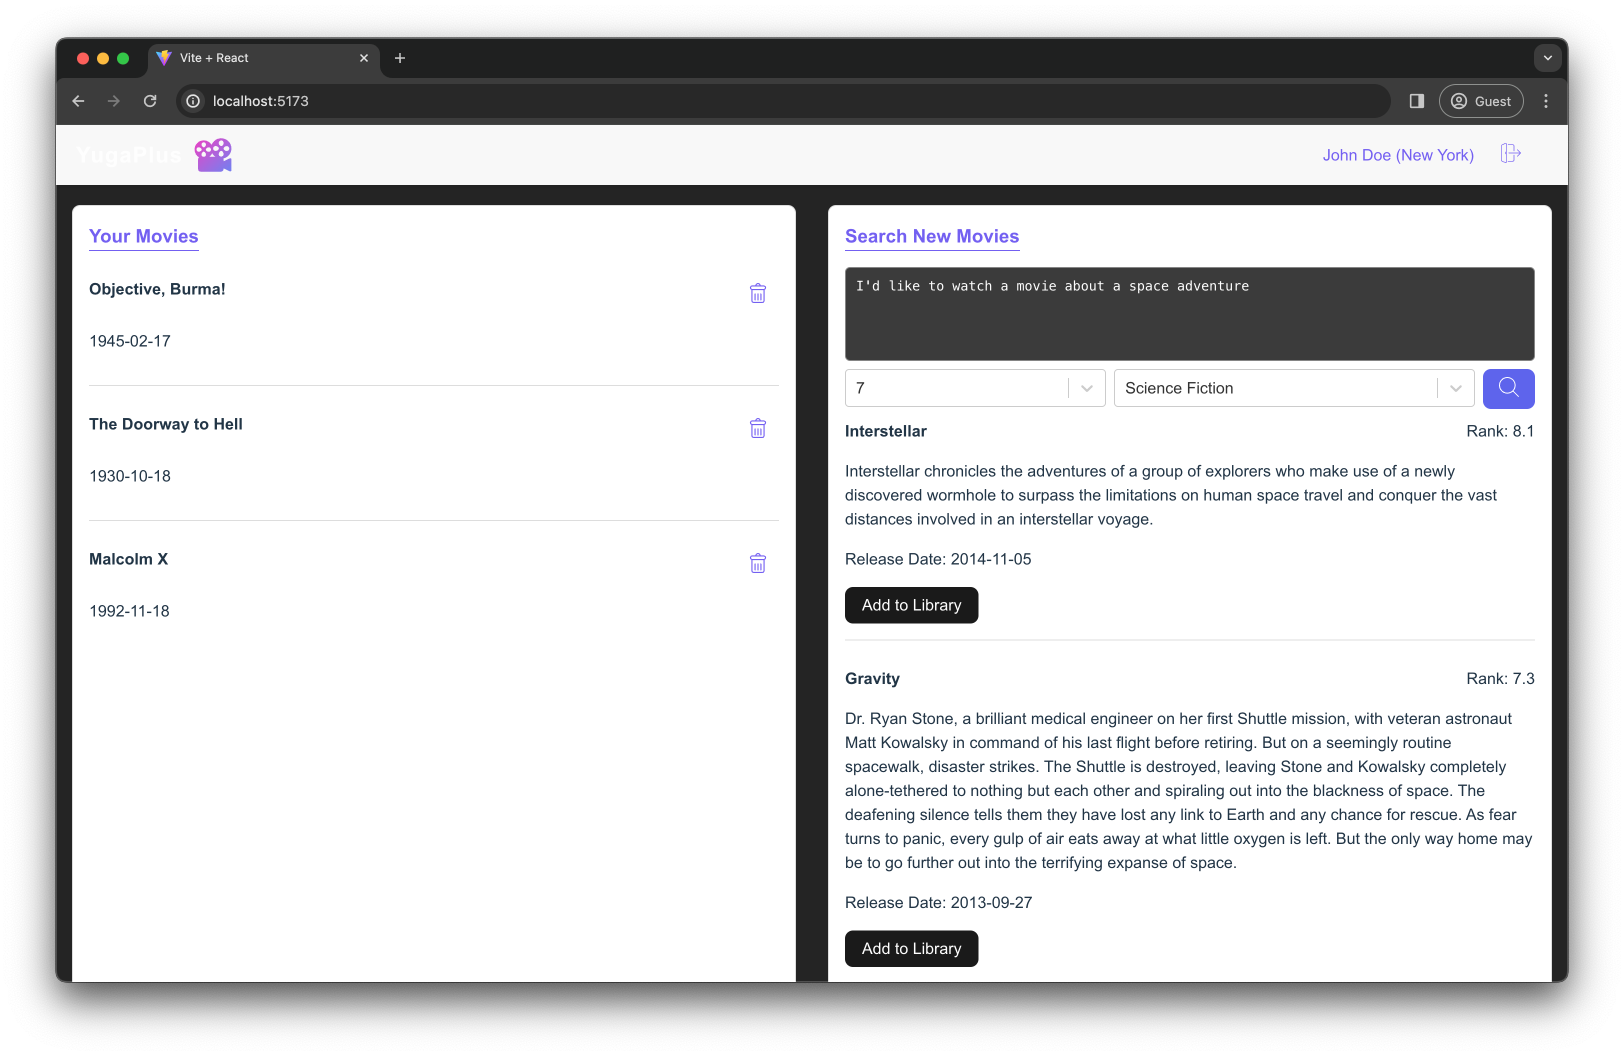 Vite + React
localhost:5173
Guest
YugaPlus
John Doe (New York)
Your Movies
Objective, Burma!
1945-02-17
The Doorway to Hell
1930-10-18
Malcolm X
1992-11-18
Search New Movies
I'd like to watch a movie about a space adventure
7
Science Fiction
Interstellar
Rank: 8.1
Interstellar chronicles the adventures of a group of explorers who make use of a newly
discovered wormhole to surpass the limitations on human space travel and conquer the vast
distances involved in an interstellar voyage.
Release Date: 2014-11-05
Add to Library
Gravity
Rank: 7.3
Dr. Ryan Stone, a brilliant medical engineer on her first Shuttle mission, with veteran astronaut
Matt Kowalsky in command of his last flight before retiring. But on a seemingly routine
spacewalk, disaster strikes. The Shuttle is destroyed, leaving Stone and Kowalsky completely
alone-tethered to nothing but each other and spiraling out into the blackness of space. The
deafening silence tells them they have lost any link to Earth and any chance for rescue. As fear
turns to panic, every gulp of air eats away at what little oxygen is left. But the only way home may
be to go further out into the terrifying expanse of space.
Release Date: 2013-09-27
Add to Library